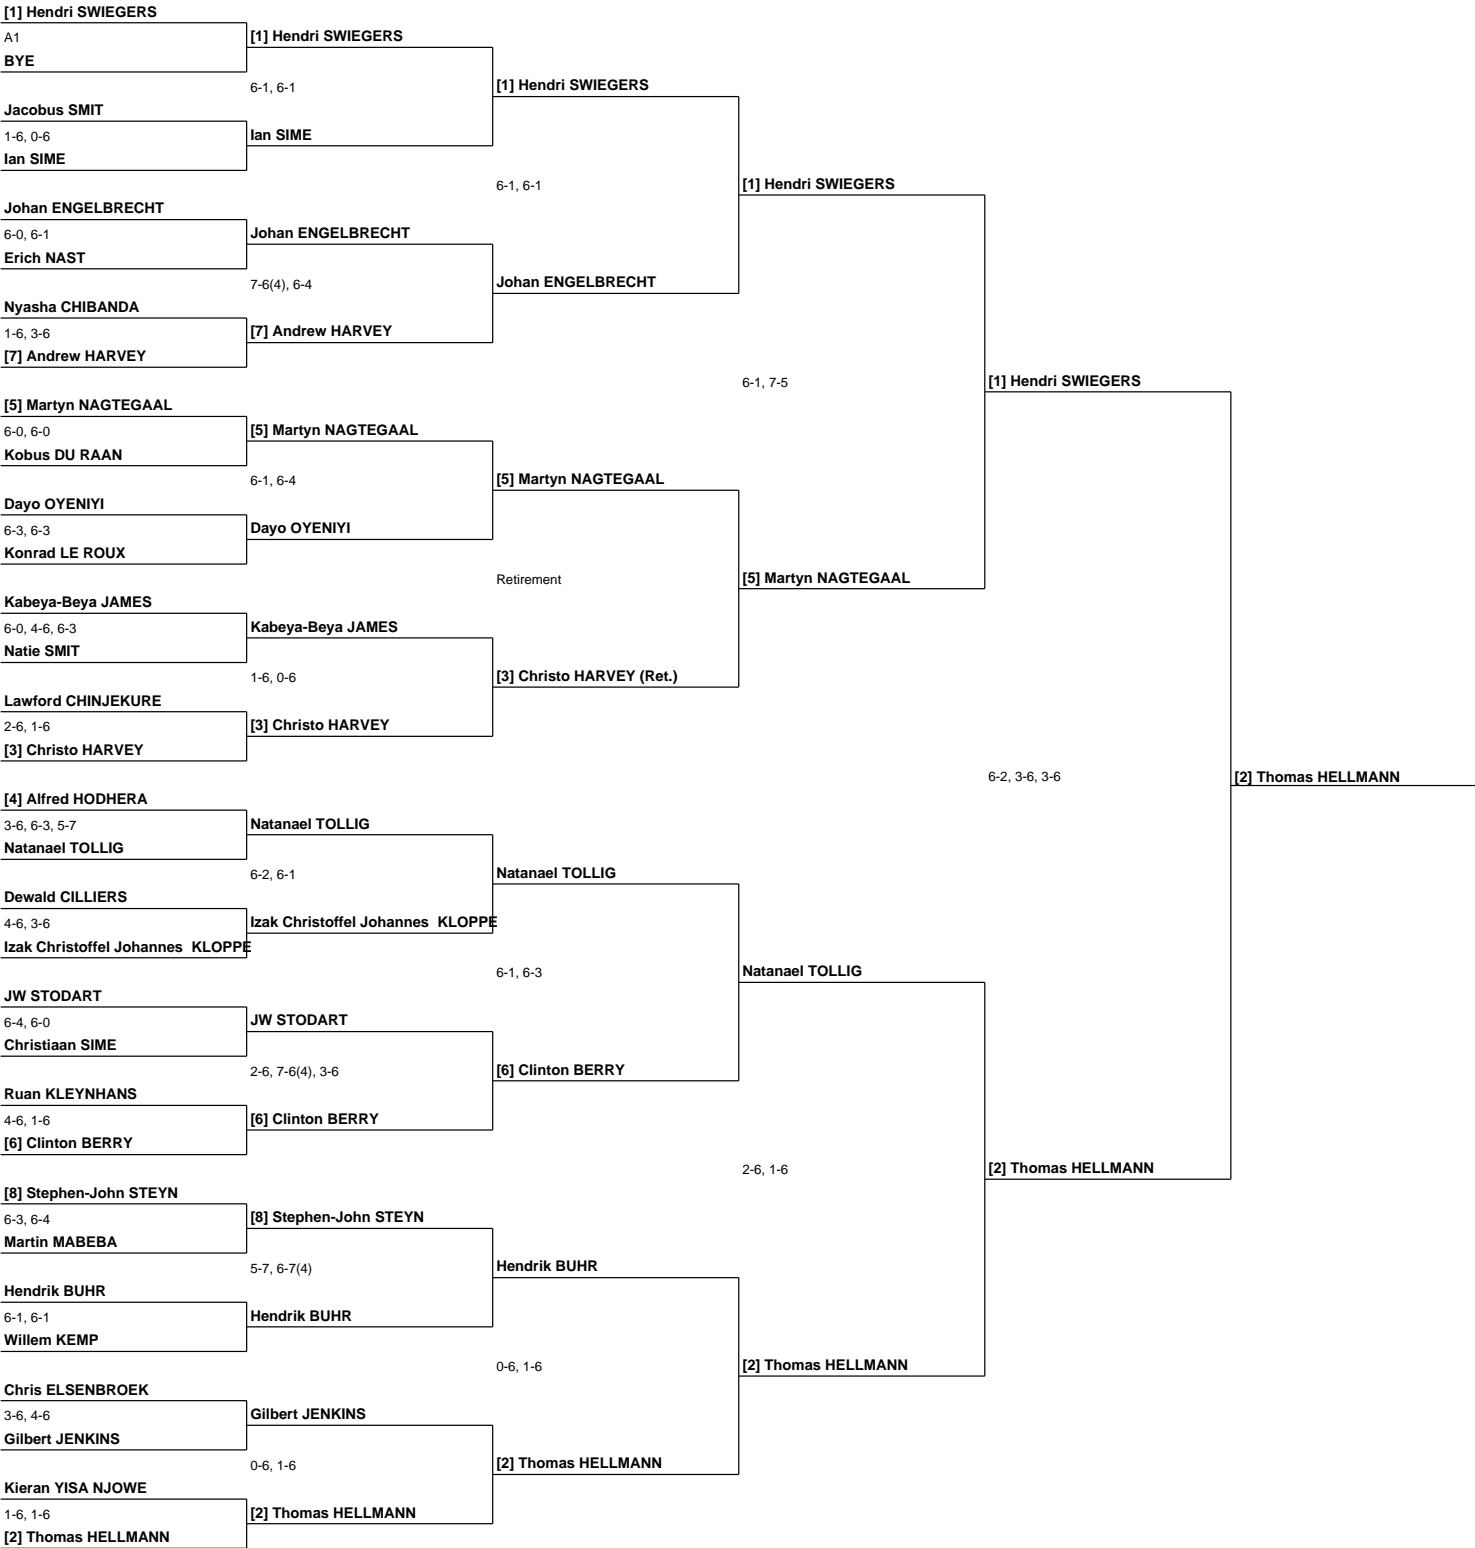 [1] Hendri SWIEGERS
A1
BYE
Jacobus SMIT
1-6, 0-6
Ian SIME
Johan ENGELBRECHT
6-0, 6-1
Erich NAST
Nyasha CHIBANDA
1-6, 3-6
[7] Andrew HARVEY
[5] Martyn NAGTEGAAL
6-0, 6-0
Kobus DU RAAN
Dayo OYENIYI
6-3, 6-3
Konrad LE ROUX
Kabeya-Beya JAMES
6-0, 4-6, 6-3
Natie SMIT
Lawford CHINJEKURE
2-6, 1-6
[3] Christo HARVEY
[4] Alfred HODHERA
3-6, 6-3, 5-7
Natanael TOLLIG
Dewald CILLIERS
4-6, 3-6
Izak Christoffel Johannes  KLOPPE
JW STODART
6-4, 6-0
Christiaan SIME
Ruan KLEYNHANS
4-6, 1-6
[6] Clinton BERRY
[8] Stephen-John STEYN
6-3, 6-4
Martin MABEBA
Hendrik BUHR
6-1, 6-1
Willem KEMP
Chris ELSENBROEK
3-6, 4-6
Gilbert JENKINS
Kieran YISA NJOWE
1-6, 1-6
[2] Thomas HELLMANN
[1] Hendri SWIEGERS
6-1, 6-1
Ian SIME
Johan ENGELBRECHT
7-6(4), 6-4
[7] Andrew HARVEY
[5] Martyn NAGTEGAAL
6-1, 6-4
Dayo OYENIYI
Kabeya-Beya JAMES
1-6, 0-6
[3] Christo HARVEY
Natanael TOLLIG
6-2, 6-1
Izak Christoffel Johannes  KLOPPE
JW STODART
2-6, 7-6(4), 3-6
[6] Clinton BERRY
[8] Stephen-John STEYN
5-7, 6-7(4)
Hendrik BUHR
Gilbert JENKINS
0-6, 1-6
[2] Thomas HELLMANN
[1] Hendri SWIEGERS
6-1, 6-1
Johan ENGELBRECHT
[5] Martyn NAGTEGAAL
Retirement
[3] Christo HARVEY (Ret.)
Natanael TOLLIG
6-1, 6-3
[6] Clinton BERRY
Hendrik BUHR
0-6, 1-6
[2] Thomas HELLMANN
[1] Hendri SWIEGERS
6-1, 7-5
[5] Martyn NAGTEGAAL
Natanael TOLLIG
2-6, 1-6
[2] Thomas HELLMANN
[1] Hendri SWIEGERS
6-2, 3-6, 3-6
[2] Thomas HELLMANN
[2] Thomas HELLMANN